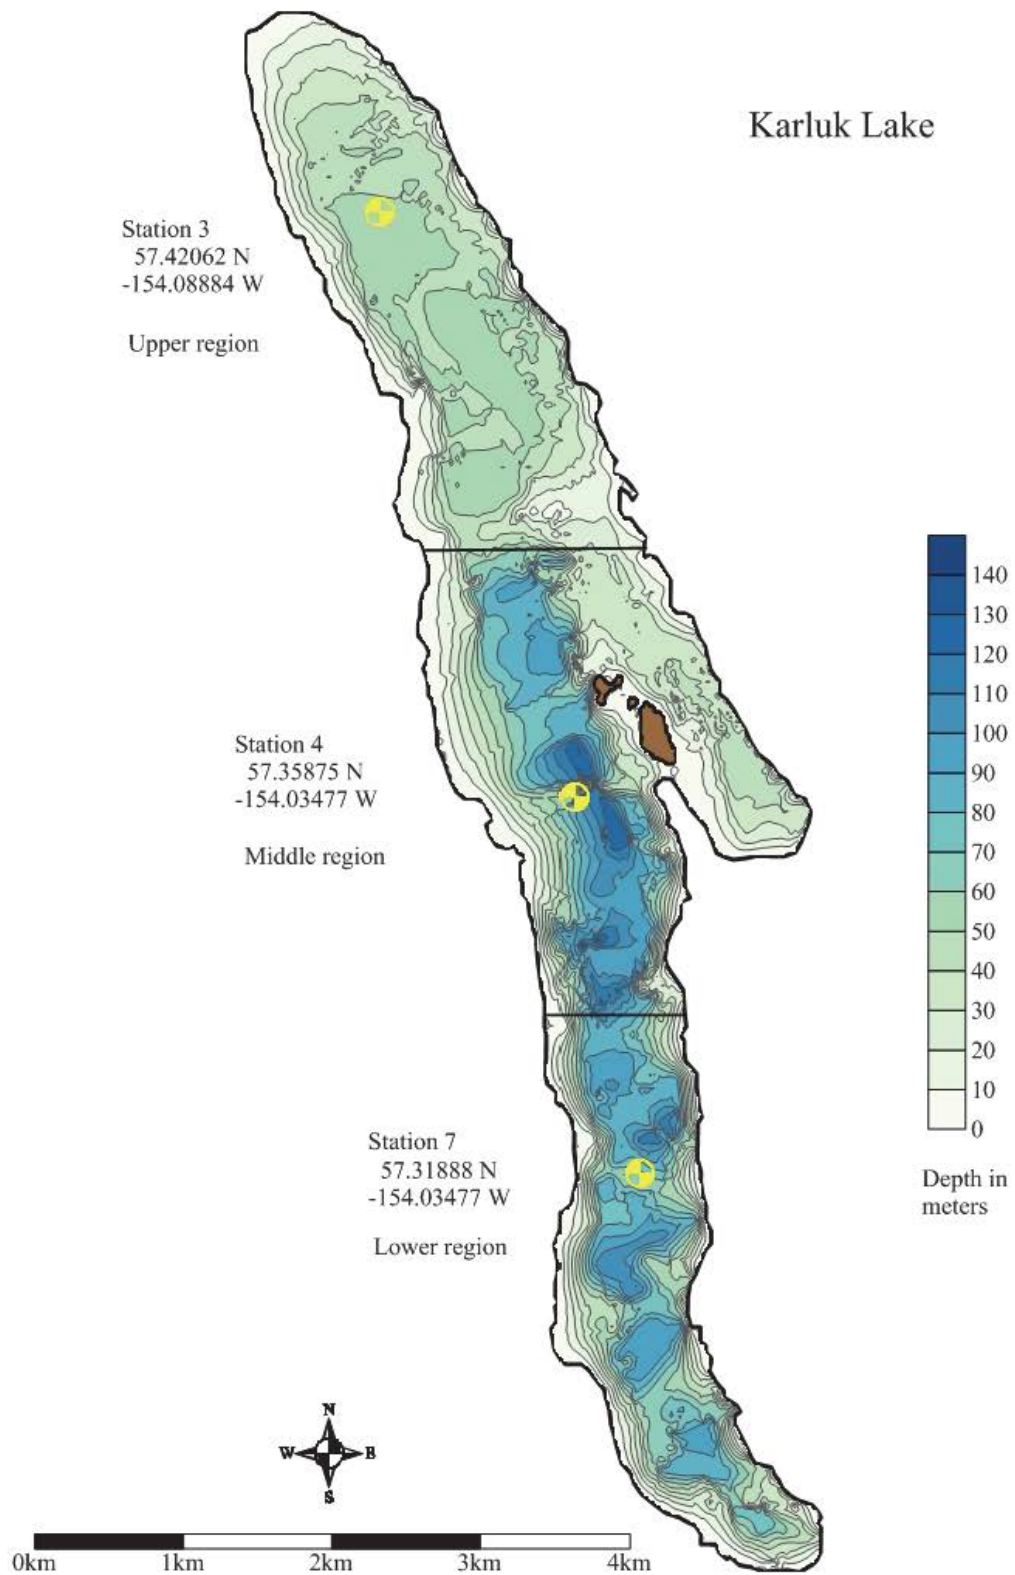 Karluk Lake
Station 3
57.42062 N
-154.08884 W
Upper region
Station 4
57.35875 N
-154.03477 W
Middle region
Station 7
57.31888 N
-154.03477 W
Lower region
140
130
120
110
100
90
80
70
60
50
40
30
20
10
0
Depth in
meters
N
W E
S
0km 1km 2km 3km 4km